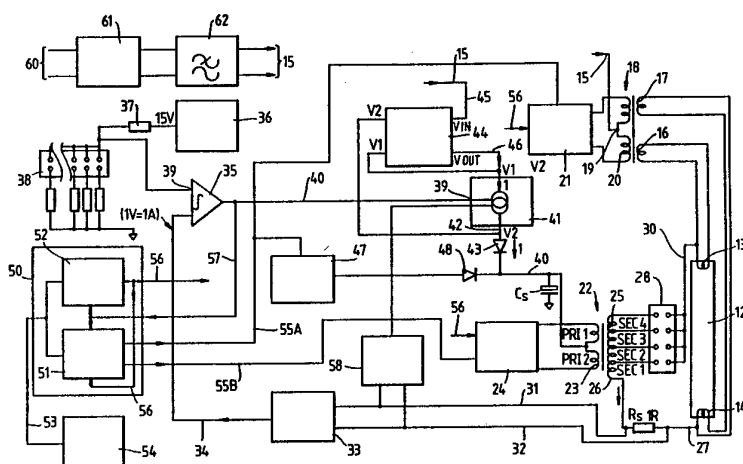 61
62
60
15
15
18
17
15
45
37
15V
36
V2
56
44
VIN
V1
VOUT
46
V1
V2
21
19
20
16
38
39
35
40
39
1
41
(1V=1A)
42
V2
43
1
30
13
52
50
56
57
47
48
40
CS
22
25
28
12
55A
56
PRI 1
SEC 4
SEC 3
PRI 2
SEC 2
SEC 1
51
55B
58
24
23
26
31
14
56
53
54
34
33
32
RS 1R
27